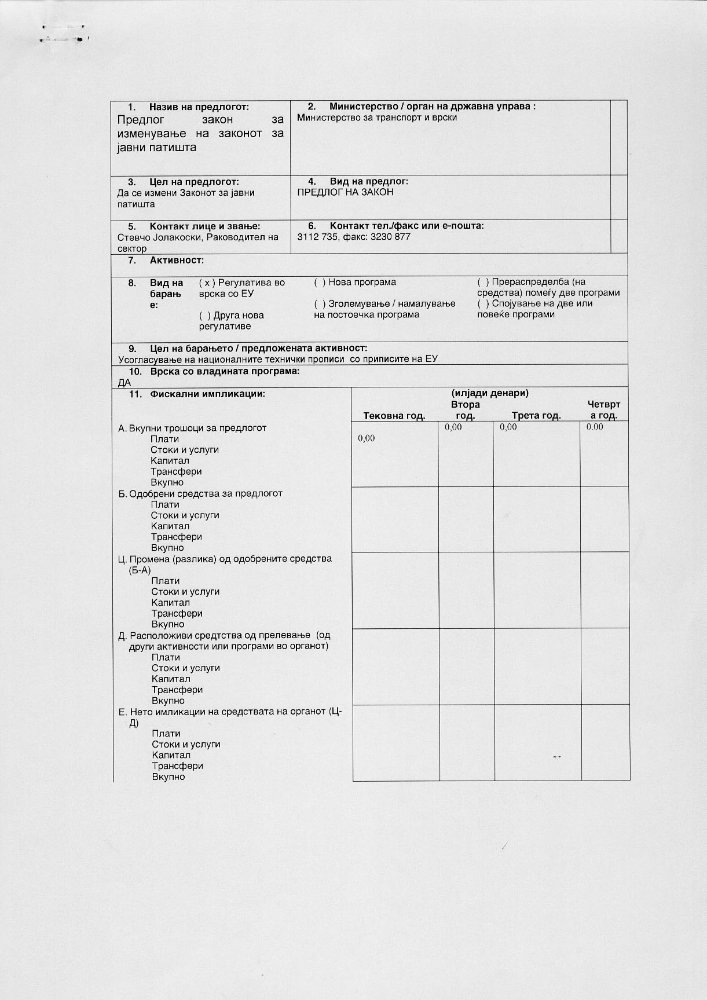 1. Назив на предлогот:
Предлог закон за
изменување на законот за
јавни патишта
2. Министерство / орган на државна управа :
Министерство за транспорт и врски
3. Цел на предлогот:
Да се измени Законот за јавни
патишта
4. Вид на предлог:
ПРЕДЛОГ НА ЗАКОН
5. Контакт лице и звање:
Стевчо Јолакоски, Раководител на
сектор
6. Контакт тел./факс или е-пошта:
3112 735, факс: 3230 877
7. Активност:
8. Вид на
барањ
е:
( х ) Регулатива во
врска со ЕУ
( ) Друга нова
регулативе
( ) Нова програма
( ) Зголемување / намалување
на постоечка програма
( ) Прераспределба (на
средства) помеѓу две програми
( ) Спојување на две или
повеќе програми
9. Цел на барањето / предложената активност:
Усогласување на националните технички прописи со приписите на ЕУ
10. Врска со владината програма:
ДА
11. Фискални импликации:
(илјади денари)
Тековна год.
Втора
год.
Трета год.
Четврт
а год.
А. Вкупни трошоци за предлогот
0,00
0,00
0.00
Плати
0,00
Стоки и услуги
Капитал
Трансфери
Вкупно
Б. Одобрени средства за предлогот
Плати
Стоки и услуги
Капитал
Трансфери
Вкупно
Ц. Промена (разлика) од одобрените средства
(Б-А)
Плати
Стоки и услуги
Капитал
Трансфери
Вкупно
Д. Расположиви средтства од прелевање (од
други активности или програми во органот)
Плати
Стоки и услуги
Капитал
Трансфери
Вкупно
Е. Нето имликации на средствата на органот (Ц-
Д)
Плати
Стоки и услуги
Капитал
Трансфери
Вкупно